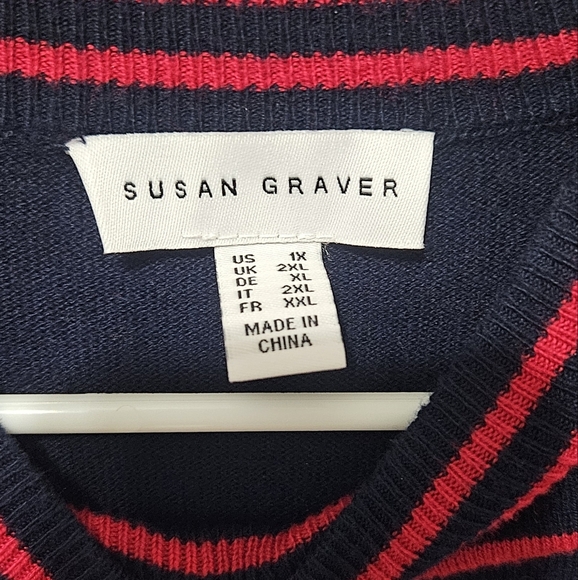 SUSAN GRAVER
US 1X
UK 2XL
DE XL
IT 2XL
FR XXL
MADE IN
CHINA